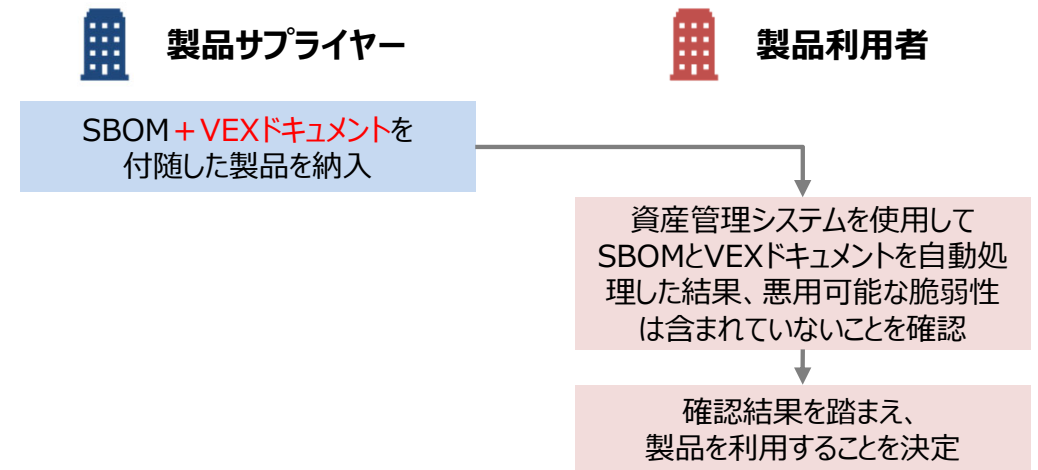 製品サプライヤー
製品利用者
SBOM+VEXドキュメントを
付随した製品を納入
資産管理システムを使用して
SBOMとVEXドキュメントを自動処
理した結果、悪用可能な脆弱性
は含まれていないことを確認
確認結果を踏まえ、
製品を利用することを決定